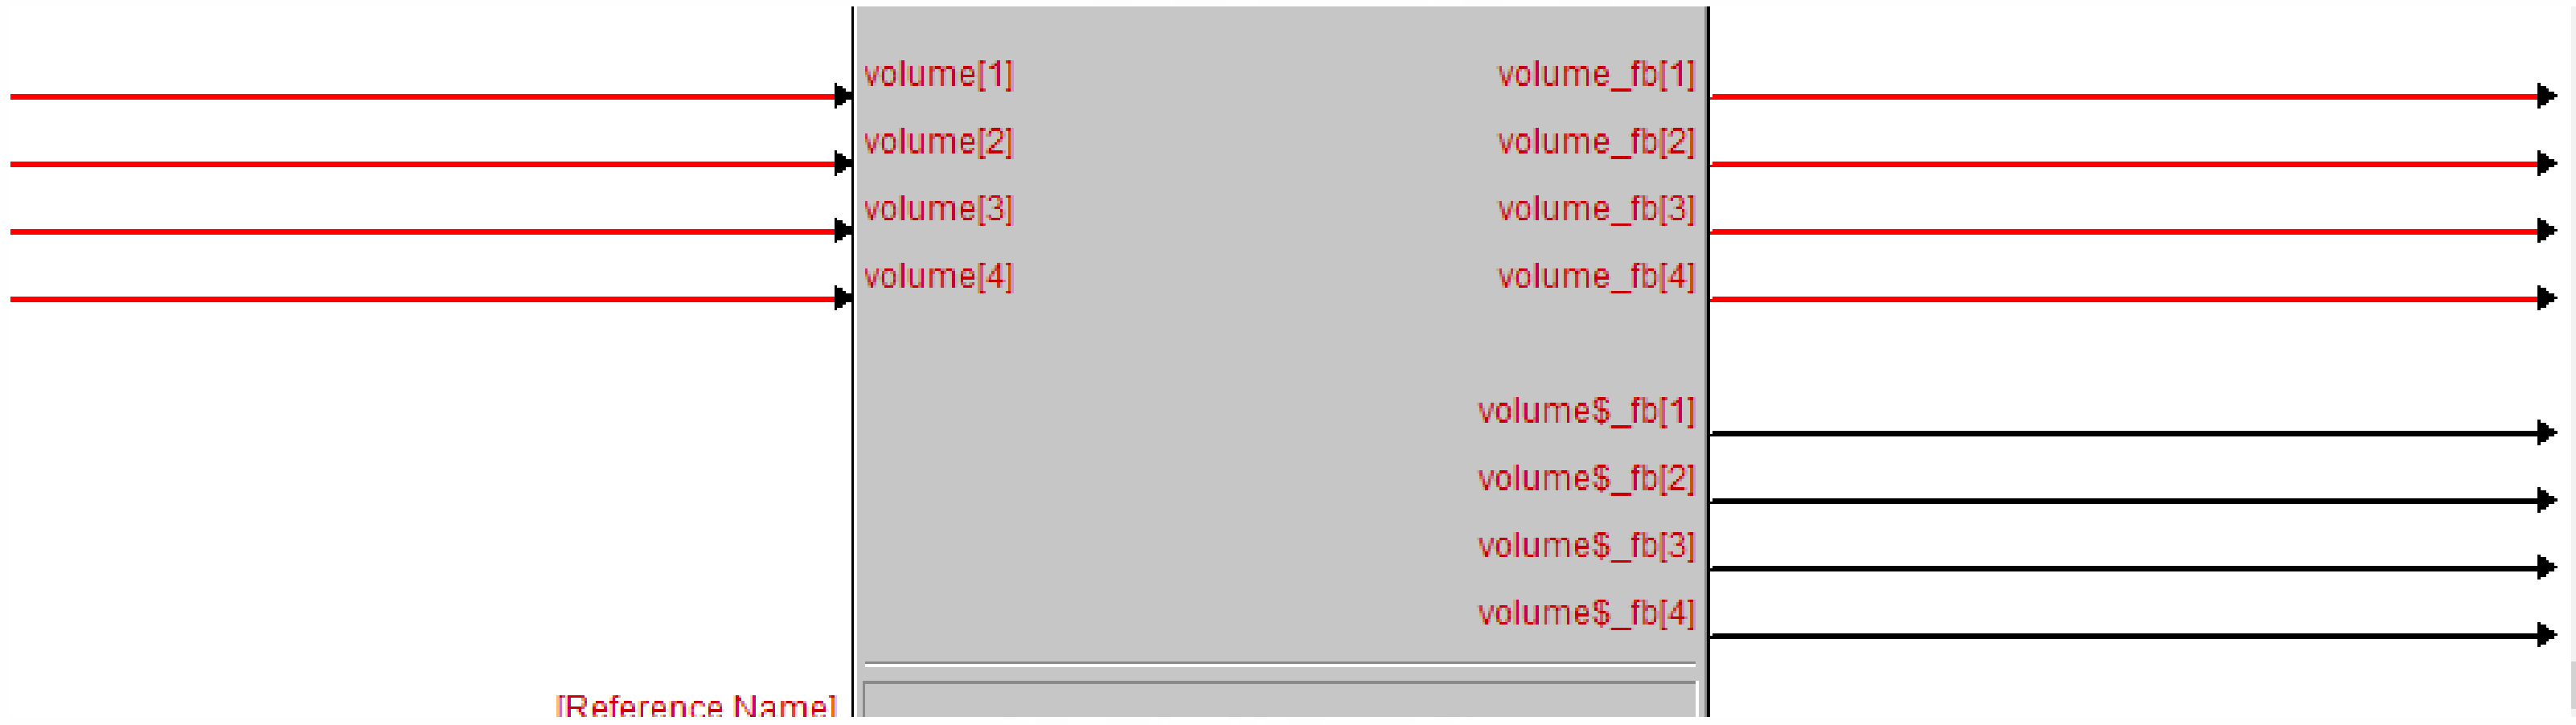 volume[1] volume_fb[1]
volume[2] volume_fb[2]
volume[3] volume_fb[3]
volume[4] volume_fb[4]
volume$_fb[1]
volume$_fb[2]
volume$_fb[3]
volume$_fb[4]
[Reference Name]